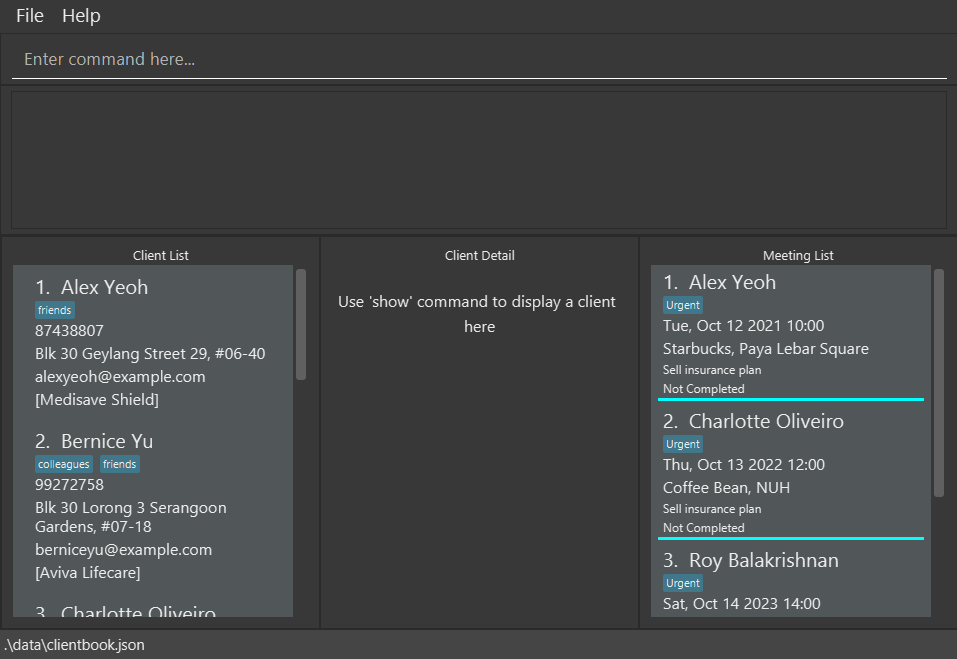 File Help
Enter command here...
Client List
1. Alex Yeoh
friends
87438807
Blk 30 Geylang Street 29, #06-40
alexyeoh@example.com
[Medisave Shield]
2. Bernice Yu
colleagues friends
99272758
Blk 30 Lorong 3 Serangoon
Gardens, #07-18
berniceyu@example.com
[Aviva Lifecare]
3. Charlotte Oliveiro
Client Detail
Use 'show' command to display a client
here
Meeting List
1. Alex Yeoh
Urgent
Tue, Oct 12 2021 10:00
Starbucks, Paya Lebar Square
Sell insurance plan
Not Completed
2. Charlotte Oliveiro
Urgent
Thu, Oct 13 2022 12:00
Coffee Bean, NUH
Sell insurance plan
Not Completed
3. Roy Balakrishnan
Urgent
Sat, Oct 14 2023 14:00
.\data\clientbook.json